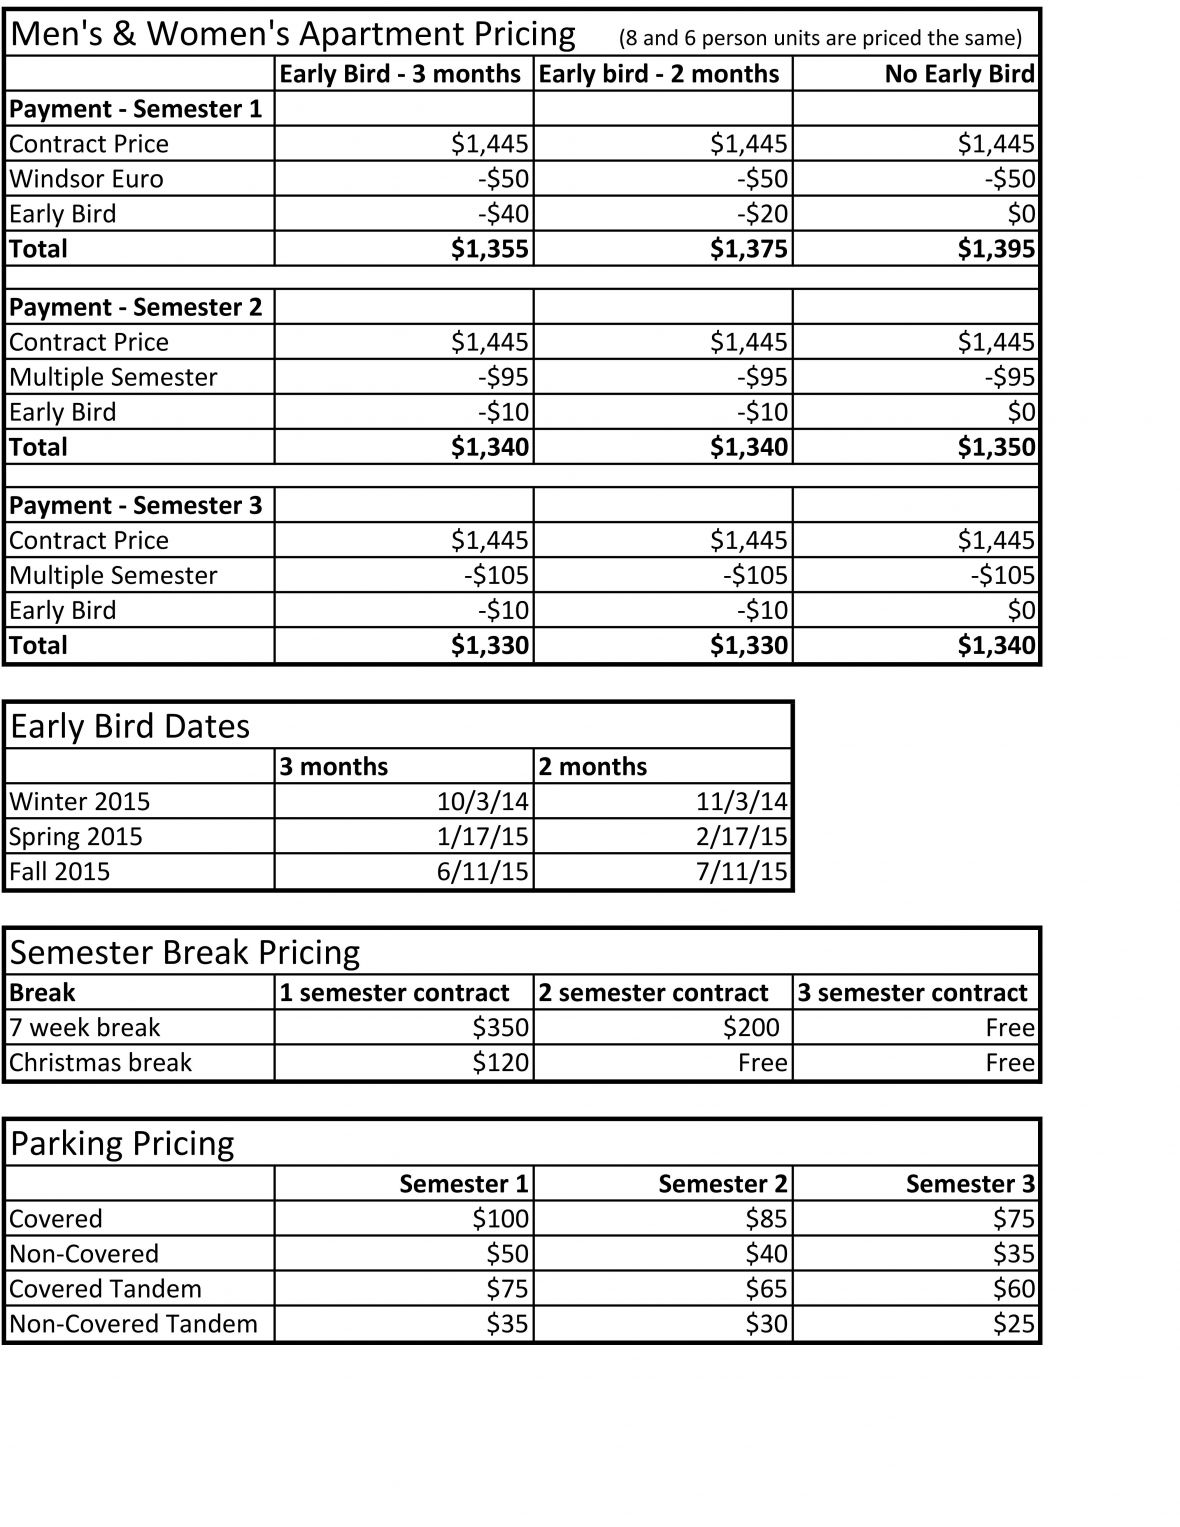 Men's & Women's Apartment Pricing (8 and 6 person units are priced the same)
Early Bird - 3 months Early bird - 2 months No Early Bird
Payment - Semester 1
Contract Price $1,445 $1,445 $1,445
Windsor Euro -$50 -$50 -$50
Early Bird -$40 -$20 $0
Total $1,355 $1,375 $1,395
Payment - Semester 2
Contract Price $1,445 $1,445 $1,445
Multiple Semester -$95 -$95 -$95
Early Bird -$10 -$10 $0
Total $1,340 $1,340 $1,350
Payment - Semester 3
Contract Price $1,445 $1,445 $1,445
Multiple Semester -$105 -$105 -$105
Early Bird -$10 -$10 $0
Total $1,330 $1,330 $1,340
Early Bird Dates
3 months 2 months
Winter 2015 10/3/14 11/3/14
Spring 2015 1/17/15 2/17/15
Fall 2015 6/11/15 7/11/15
Semester Break Pricing
Break 1 semester contract 2 semester contract 3 semester contract
7 week break $350 $200 Free
Christmas break $120 Free Free
Parking Pricing
Semester 1 Semester 2 Semester 3
Covered $100 $85 $75
Non-Covered $50 $40 $35
Covered Tandem $75 $65 $60
Non-Covered Tandem $35 $30 $25